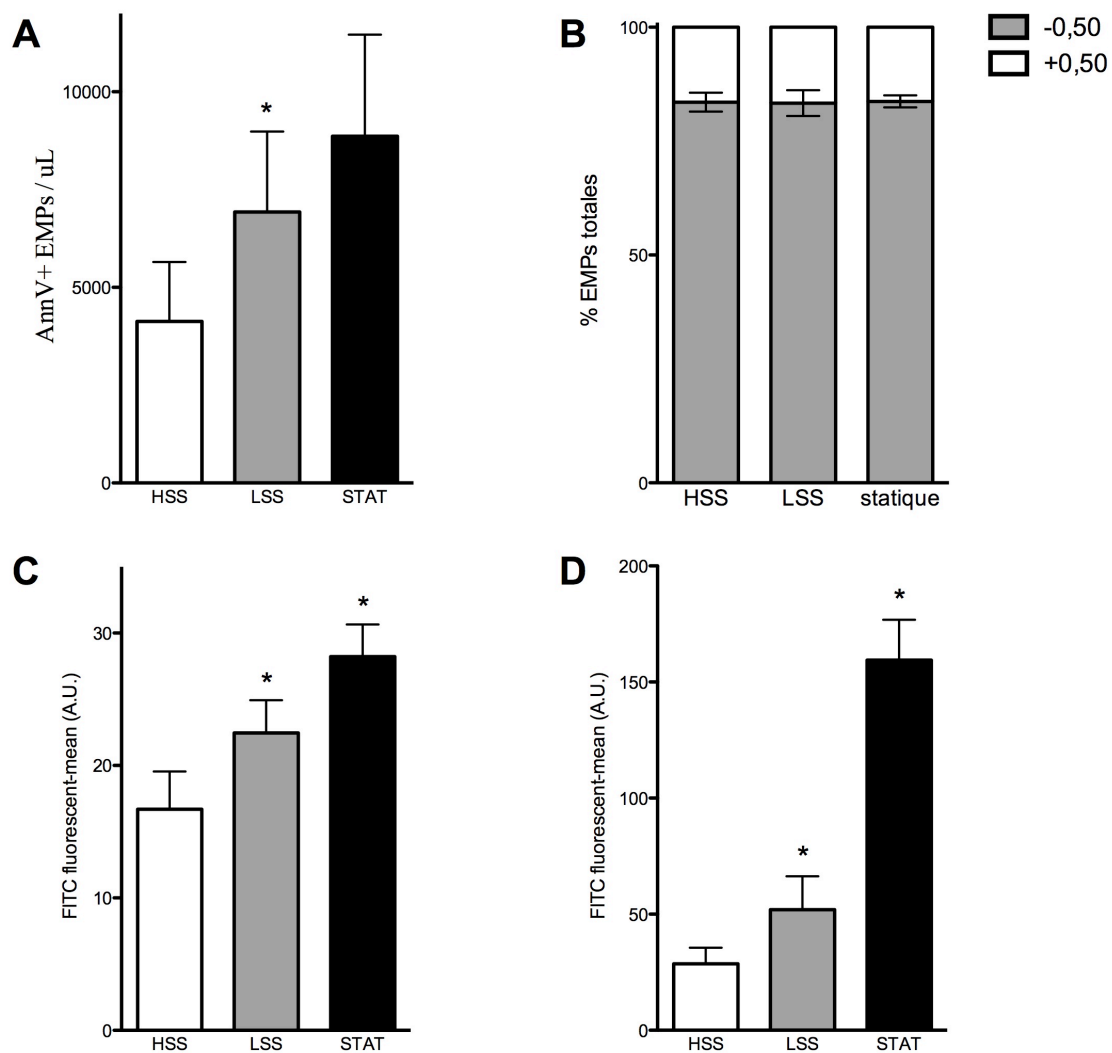 A
AnnV+ EMPs / uL
10000
5000
0
*
HSS LSS STAT
B
% EMPs totales
100
50
0
HSS LSS statique
-0,50
+0,50
C
FITC fluorescent-mean (A.U.)
30
20
10
0
*
*
HSS LSS STAT
D
FITC fluorescent-mean (A.U.)
200
150
100
50
0
*
*
HSS LSS STAT